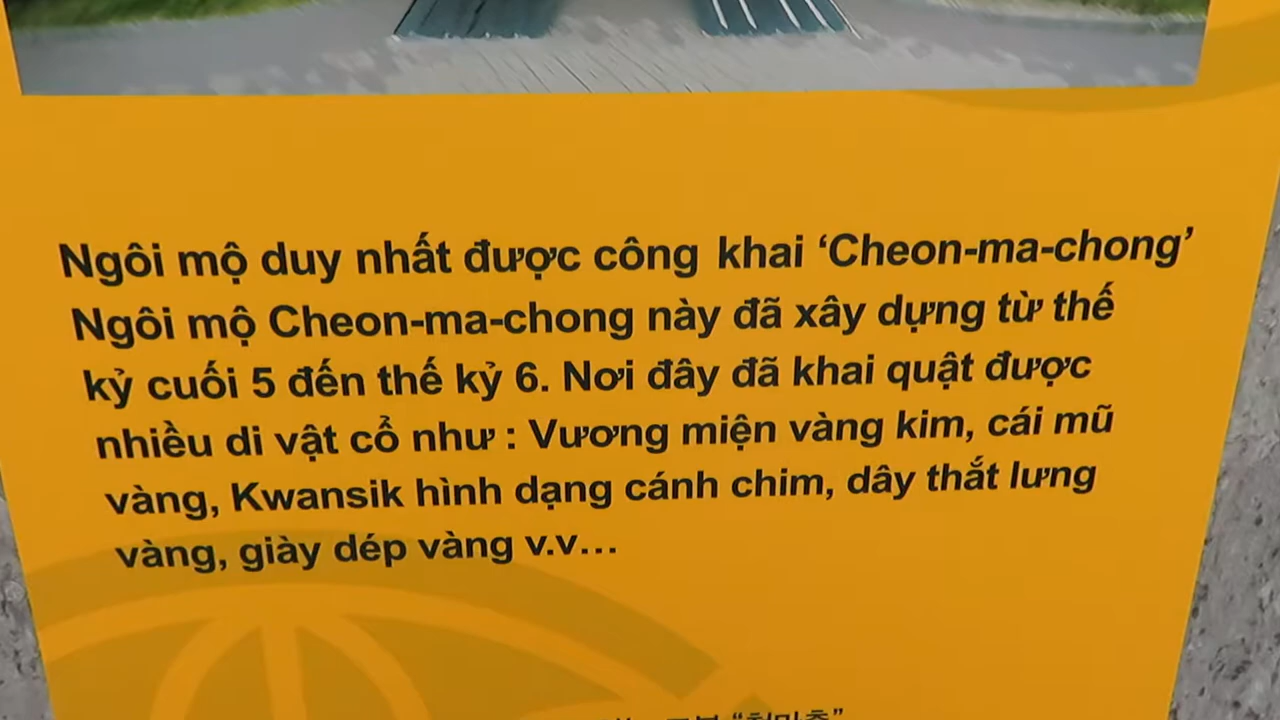 Ngôi mộ duy nhất được công khai ‘Cheon-ma-chong’
Ngôi mộ Cheon-ma-chong này đã xây dựng từ thế
kỷ cuối 5 đến thế kỷ 6. Nơi đây đã khai quật được
nhiều di vật cổ như : Vương miện vàng kim, cái mũ
vàng, Kwansik hình dạng cánh chim, dây thắt lưng
vàng, giày dép vàng v.v...
“천마총”